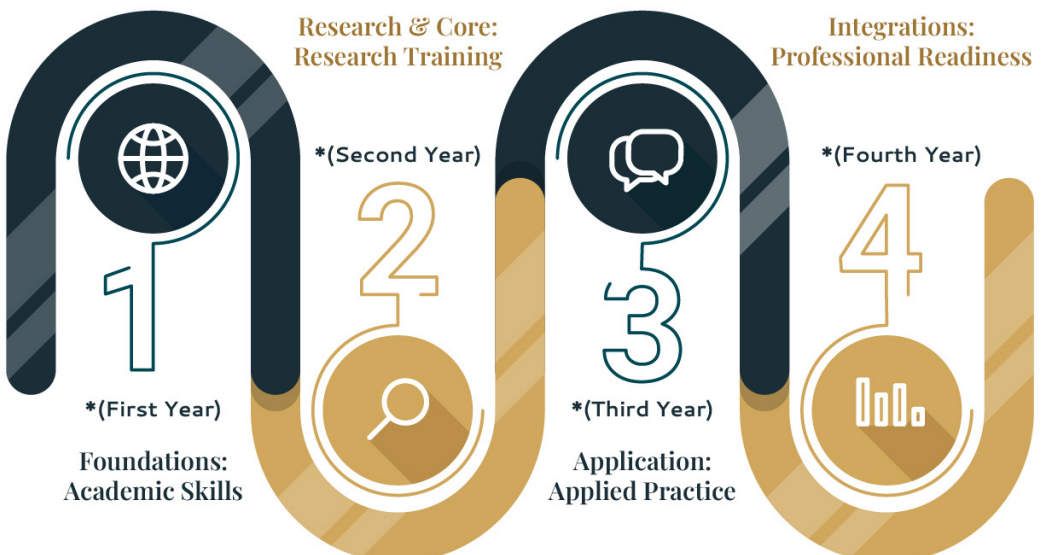 1
*(First Year)
Foundations:
Academic Skills
Research & Core:
Research Training
*(Second Year)
2
3
*(Third Year)
Application:
Applied Practice
Integrations:
Professional Readiness
*(Fourth Year)
4